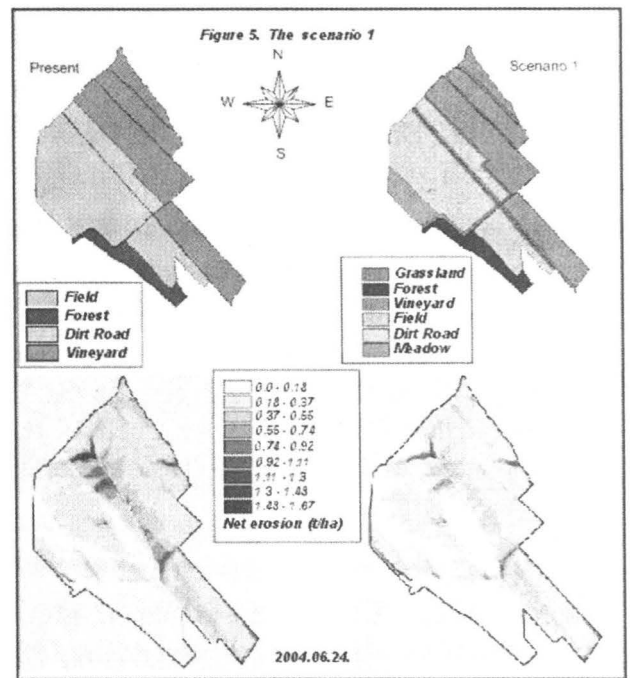 Figure 5. The scenario 1
Present
Scenario 1
N
W
E
S
Field
Forest
Dirt Road
Vineyard
Grassland
Forest
Vineyard
Field
Dirt Road
Meadow
0.0 - 0.18
0.18 - 0.37
0.37 - 0.55
0.55 - 0.74
0.74 - 0.92
0.92 - 1.11
1.11 - 1.3
1.3 - 1.48
1.48 - 1.67
Net erosion (t/ha)
2004.06.24.